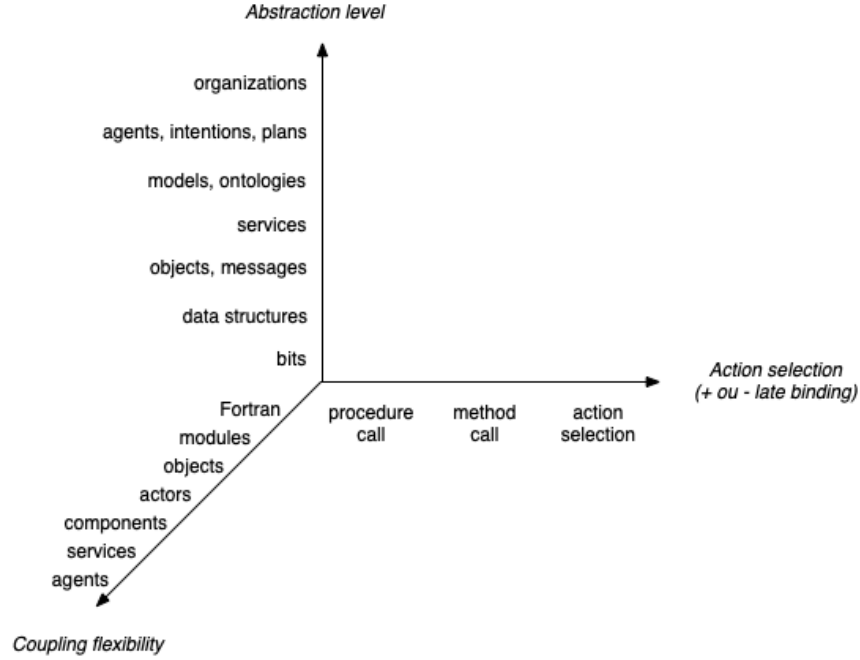 Abstraction level
organizations
agents, intentions, plans
models, ontologies
services
objects, messages
data structures
bits
Action selection
(+ ou - late binding)
procedure
call
method
call
action
selection
Fortran
modules
objects
actors
components
services
agents
Coupling flexibility